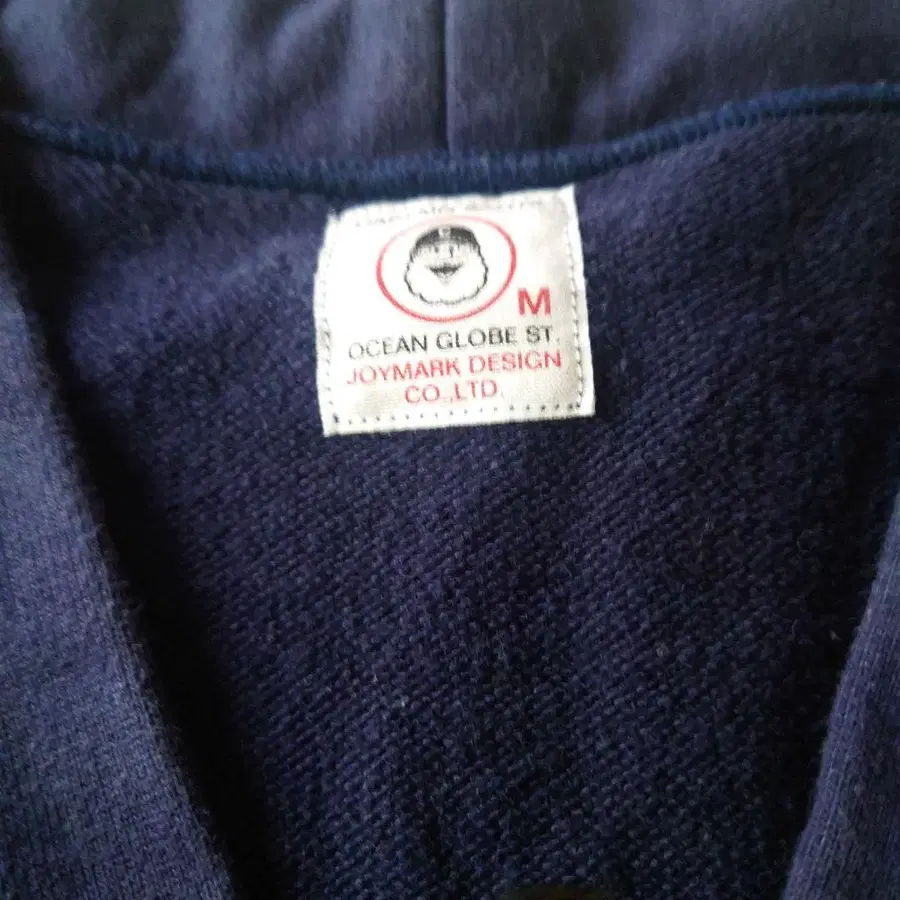 M
OCEAN GLOBE ST.
JOYMARK DESIGN
CO.,LTD.